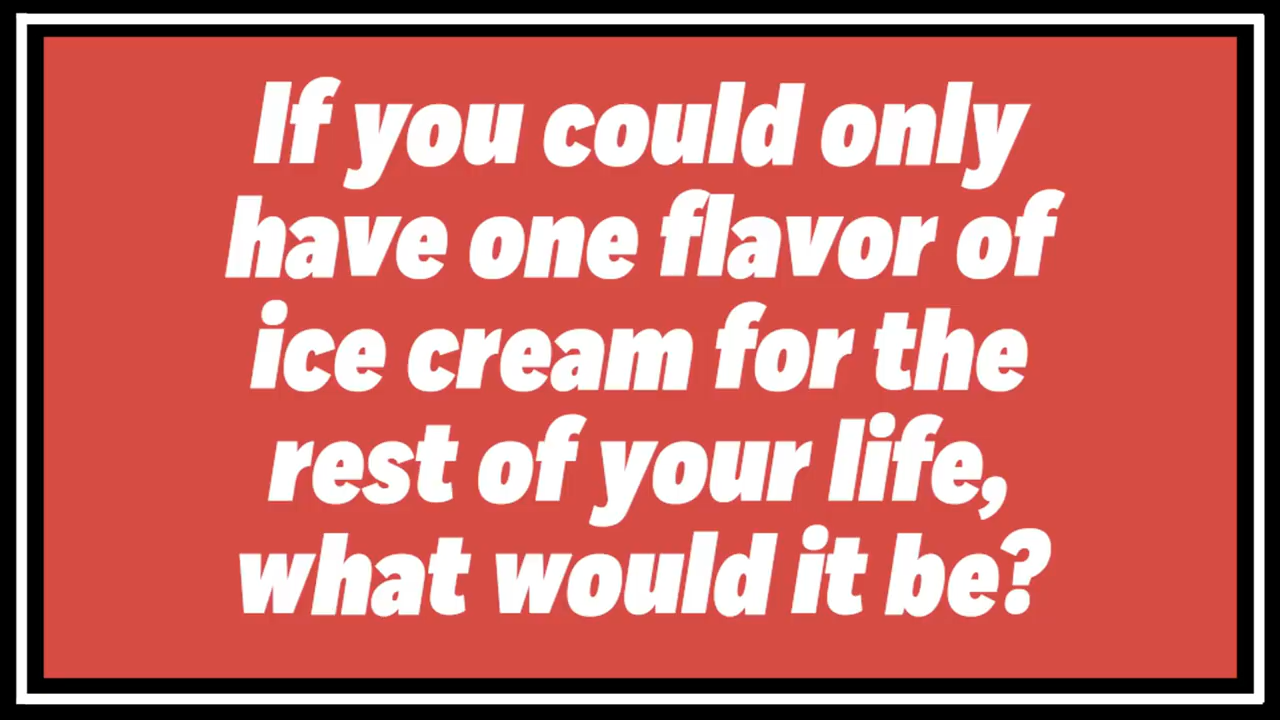 If you could only
have one flavor of
ice cream for the
rest of your life,
what would it be?